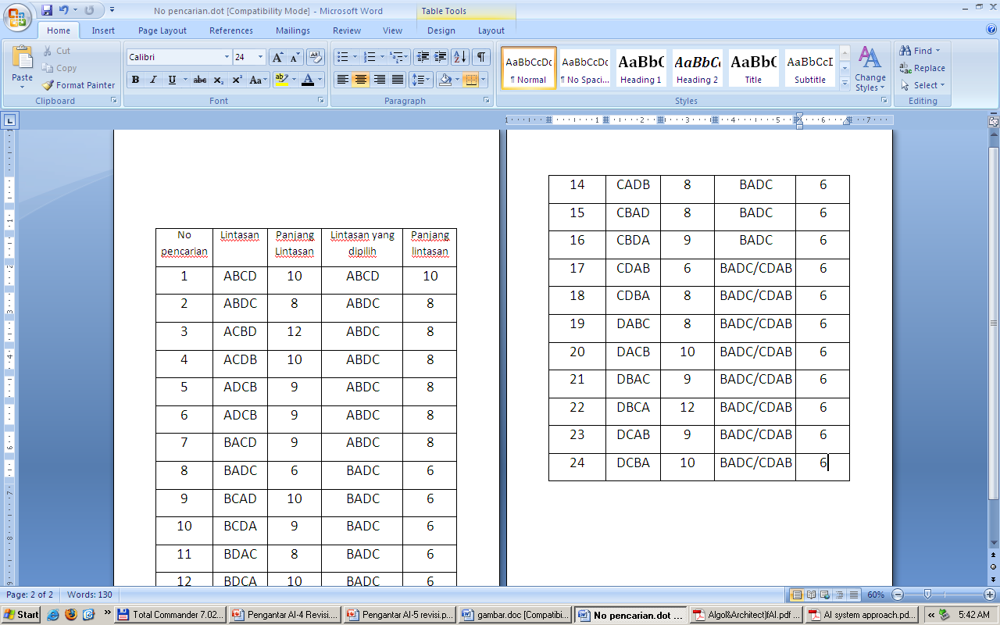 No pencarian.dot [Compatibility Mode] - Microsoft Word
Table Tools
Home Insert Page Layout References Mailings Review View Design Layout
Paste
Cut
Copy
Format Painter
Clipboard
Calibri 24
Font
Paragraph
AaBbCcDc AaBbCcDc AaBbC AaBbCc AaBbC AaBbCcI
¶ Normal ¶ No Spaci... Heading 1 Heading 2 Title Subtitle
Change Styles
Styles
Find
Replace
Select
Editing
No pencarian Lintasan Panjang Lintasan Lintasan yang dipilih Panjang lintasan
1 ABCD 10 ABCD 10
2 ABDC 8 ABDC 8
3 ACBD 12 ABDC 8
4 ACDB 10 ABDC 8
5 ADCB 9 ABDC 8
6 ADCB 9 ABDC 8
7 BACD 9 ABDC 8
8 BADC 6 BADC 6
9 BCAD 10 BADC 6
10 BCDA 9 BADC 6
11 BDAC 8 BADC 6
12 BDCA 10 BADC 6
14 CADB 8 BADC 6
15 CBAD 8 BADC 6
16 CBDA 9 BADC 6
17 CDAB 6 BADC/CDAB 6
18 CDBA 8 BADC/CDAB 6
19 DABC 8 BADC/CDAB 6
20 DACB 10 BADC/CDAB 6
21 DBAC 9 BADC/CDAB 6
22 DBCA 12 BADC/CDAB 6
23 DCAB 9 BADC/CDAB 6
24 DCBA 10 BADC/CDAB 6
Page: 2 of 2 Words: 130
60%
Start
Total Commander 7.02...
Pengantar AI-4 Revisi....
Pengantar AI-5 revisi.p...
gambar.doc [Compatibi...
No pencarian.dot ...
Algol&Architect)fAI.pdf ...
AI system approach.pd...
5:42 AM